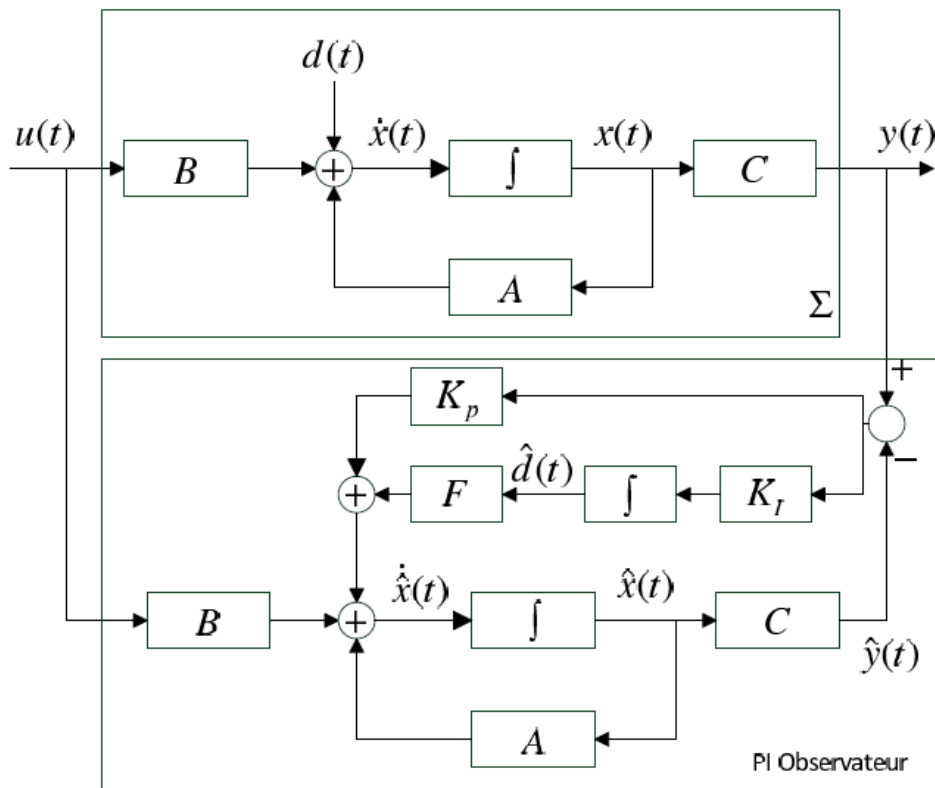 d(t)
u(t)
ẋ(t)
x(t)
y(t)
B
+
∫
C
A
Σ
+
K_p
−
d̂(t)
+
F
∫
K_I
x̂̇(t)
x̂(t)
B
+
∫
C
ŷ(t)
A
PI Observateur